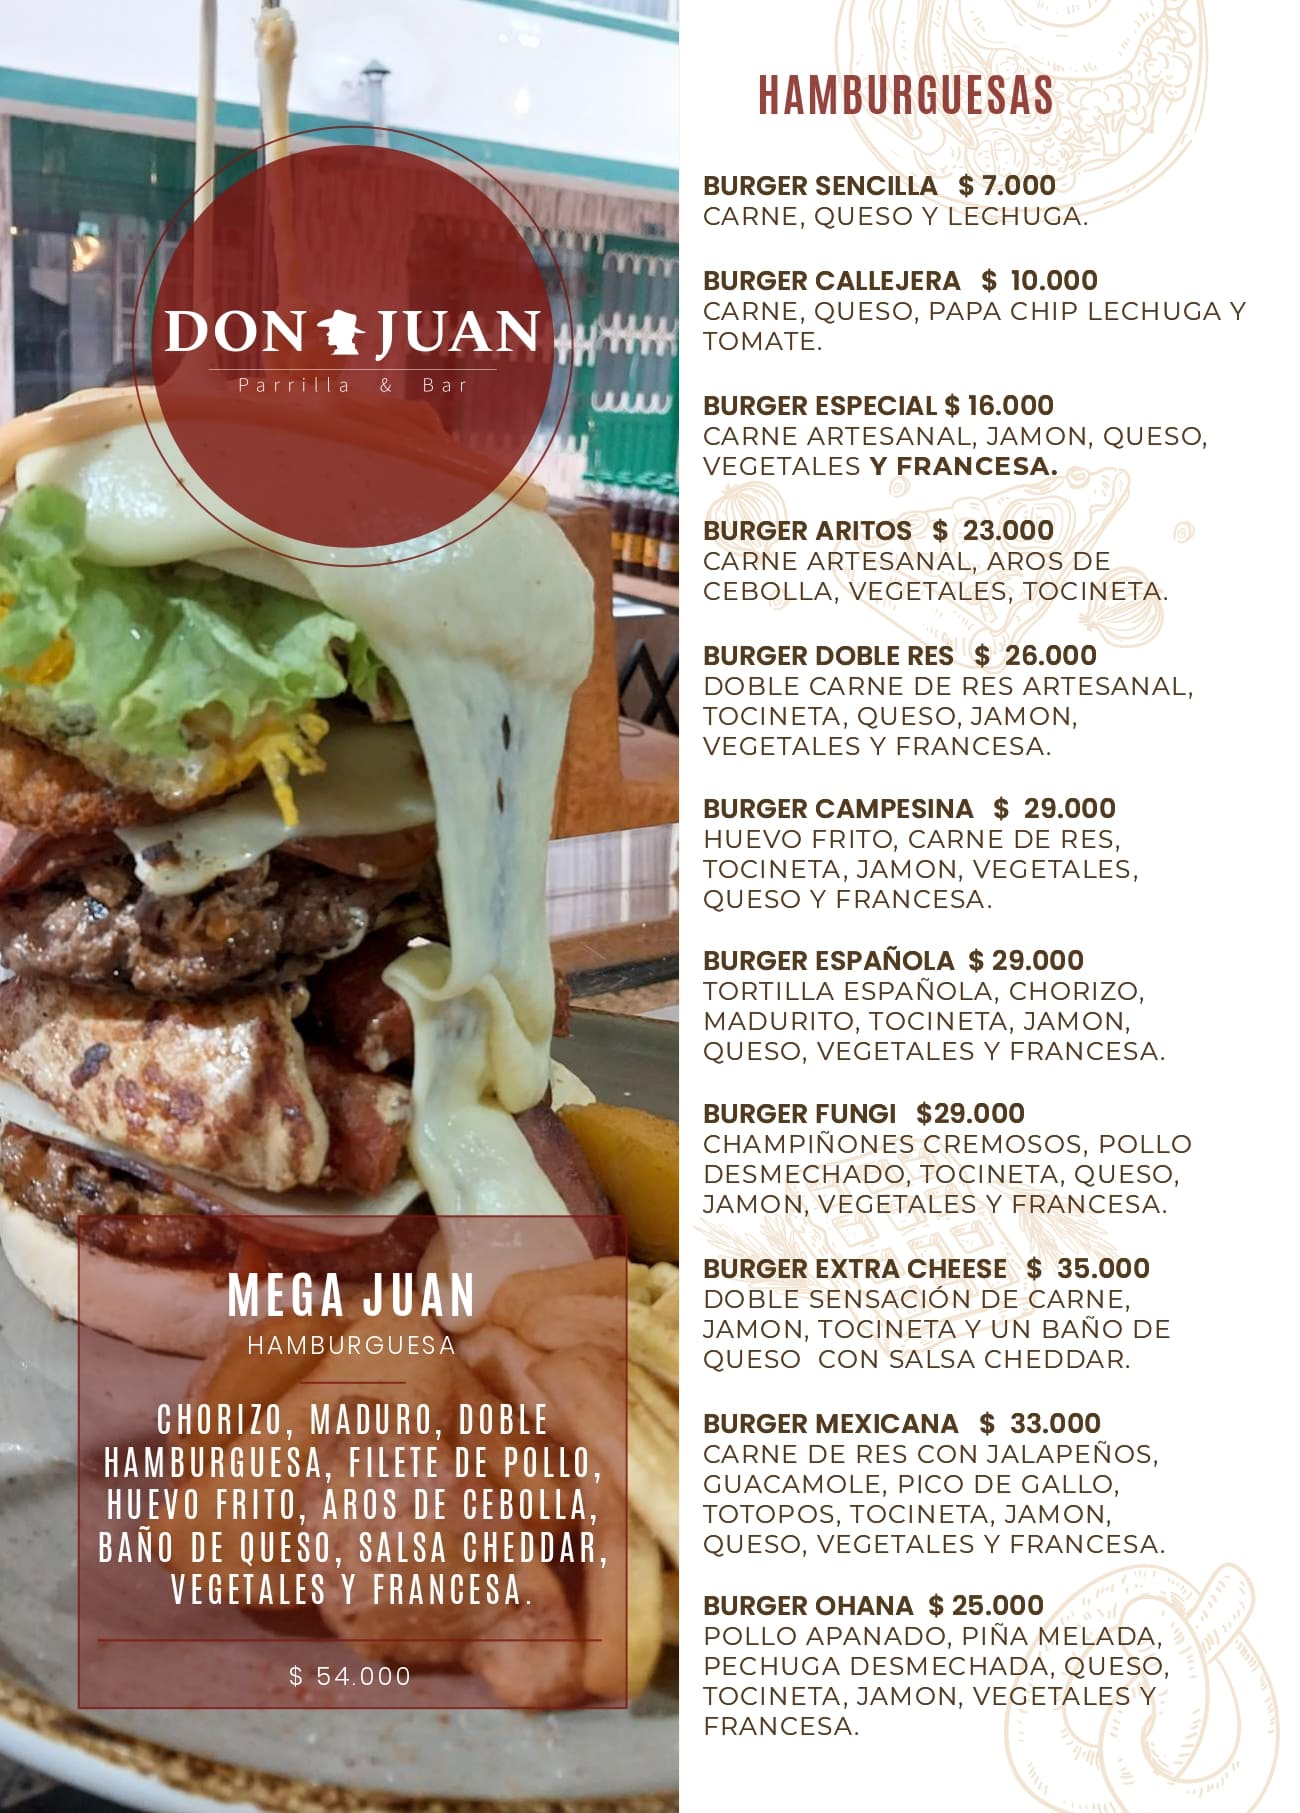 DON JUAN
Parrilla & Bar
MEGA JUAN
HAMBURGUESA
CHORIZO, MADURO, DOBLE
HAMBURGUESA, FILETE DE POLLO,
HUEVO FRITO, AROS DE CEBOLLA,
BAÑO DE QUESO, SALSA CHEDDAR,
VEGETALES Y FRANCESA.
$ 54.000
HAMBURGUESAS
BURGER SENCILLA $ 7.000
CARNE, QUESO Y LECHUGA.
BURGER CALLEJERA $ 10.000
CARNE, QUESO, PAPA CHIP LECHUGA Y
TOMATE.
BURGER ESPECIAL $ 16.000
CARNE ARTESANAL, JAMON, QUESO,
VEGETALES Y FRANCESA.
BURGER ARITOS $ 23.000
CARNE ARTESANAL, AROS DE
CEBOLLA, VEGETALES, TOCINETA.
BURGER DOBLE RES $ 26.000
DOBLE CARNE DE RES ARTESANAL,
TOCINETA, QUESO, JAMON,
VEGETALES Y FRANCESA.
BURGER CAMPESINA $ 29.000
HUEVO FRITO, CARNE DE RES,
TOCINETA, JAMON, VEGETALES,
QUESO Y FRANCESA.
BURGER ESPAÑOLA $ 29.000
TORTILLA ESPAÑOLA, CHORIZO,
MADURITO, TOCINETA, JAMON,
QUESO, VEGETALES Y FRANCESA.
BURGER FUNGI $29.000
CHAMPIÑONES CREMOSOS, POLLO
DESMECHADO, TOCINETA, QUESO,
JAMON, VEGETALES Y FRANCESA.
BURGER EXTRA CHEESE $ 35.000
DOBLE SENSACIÓN DE CARNE,
JAMON, TOCINETA Y UN BAÑO DE
QUESO CON SALSA CHEDDAR.
BURGER MEXICANA $ 33.000
CARNE DE RES CON JALAPEÑOS,
GUACAMOLE, PICO DE GALLO,
TOTOPOS, TOCINETA, JAMON,
QUESO, VEGETALES Y FRANCESA.
BURGER OHANA $ 25.000
POLLO APANADO, PIÑA MELADA,
PECHUGA DESMECHADA, QUESO,
TOCINETA, JAMON, VEGETALES Y
FRANCESA.